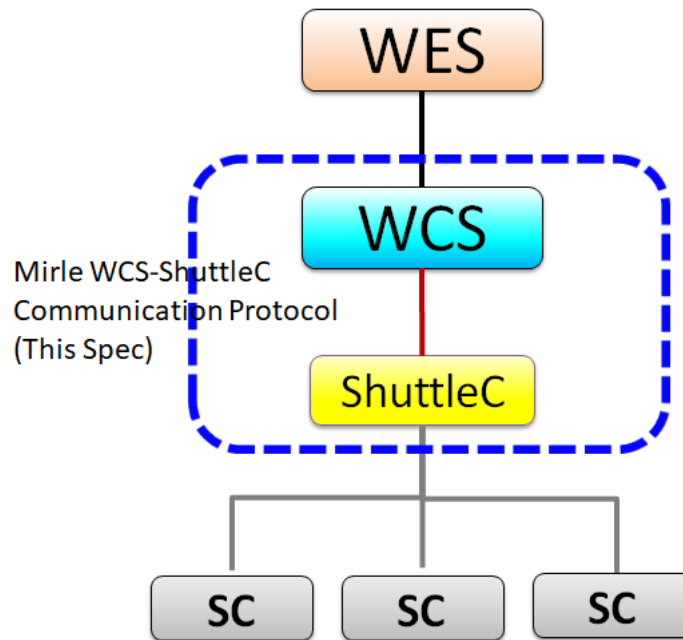 WES
WCS
Mirle WCS-ShuttleC
Communication Protocol
(This Spec)
ShuttleC
SC
SC
SC